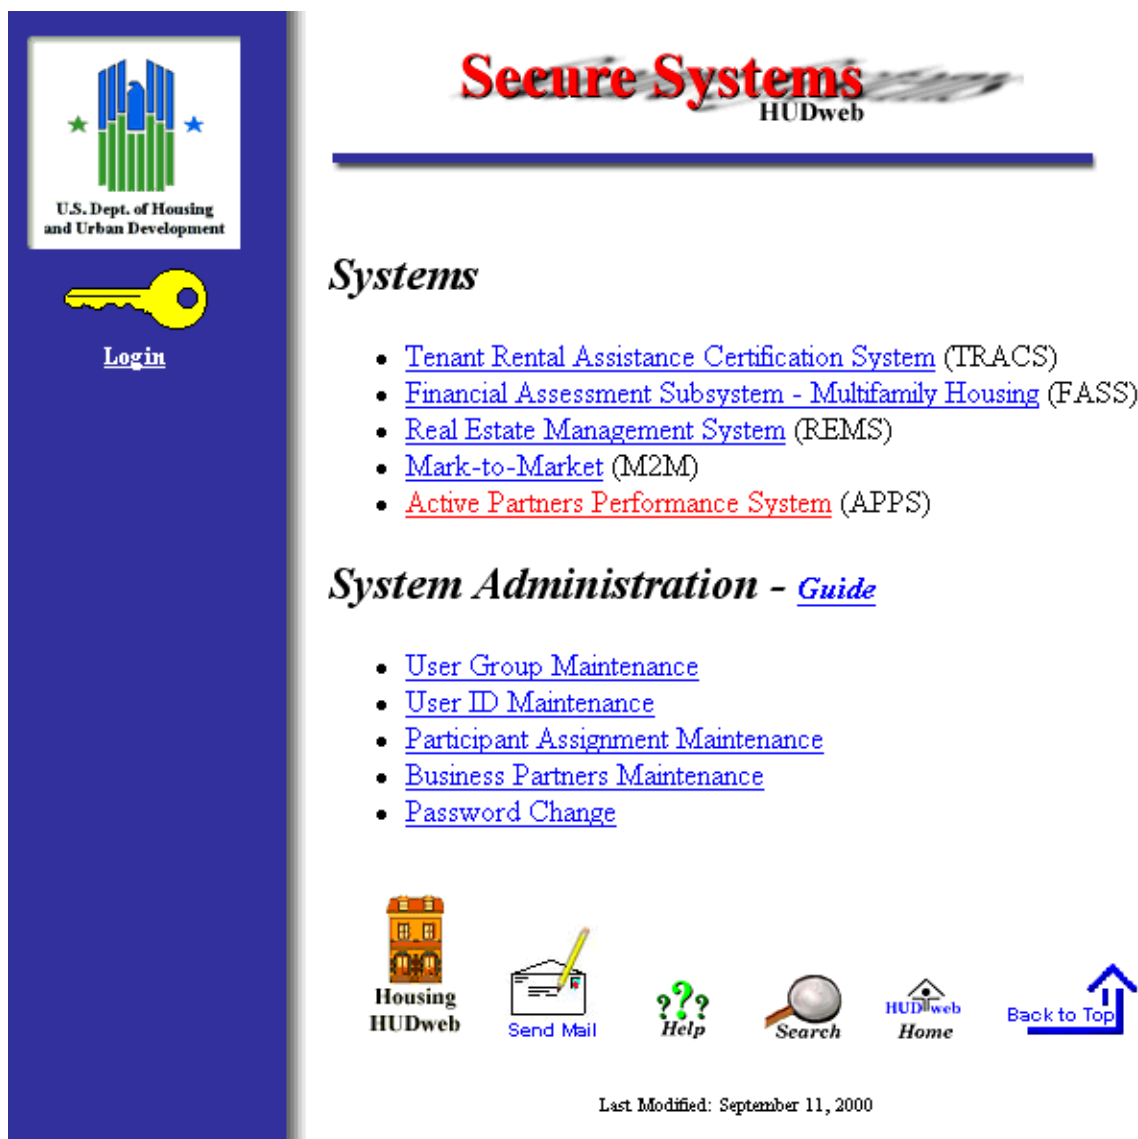 U.S. Dept. of Housing
and Urban Development
Login
Secure Systems
HUDweb
Systems
Tenant Rental Assistance Certification System (TRACS)
Financial Assessment Subsystem - Multifamily Housing (FASS)
Real Estate Management System (REMS)
Mark-to-Market (M2M)
Active Partners Performance System (APPS)
System Administration - Guide
User Group Maintenance
User ID Maintenance
Participant Assignment Maintenance
Business Partners Maintenance
Password Change
Housing
HUDweb
Send Mail
???
Help
Search
HUDweb
Home
Back to Top
Last Modified: September 11, 2000